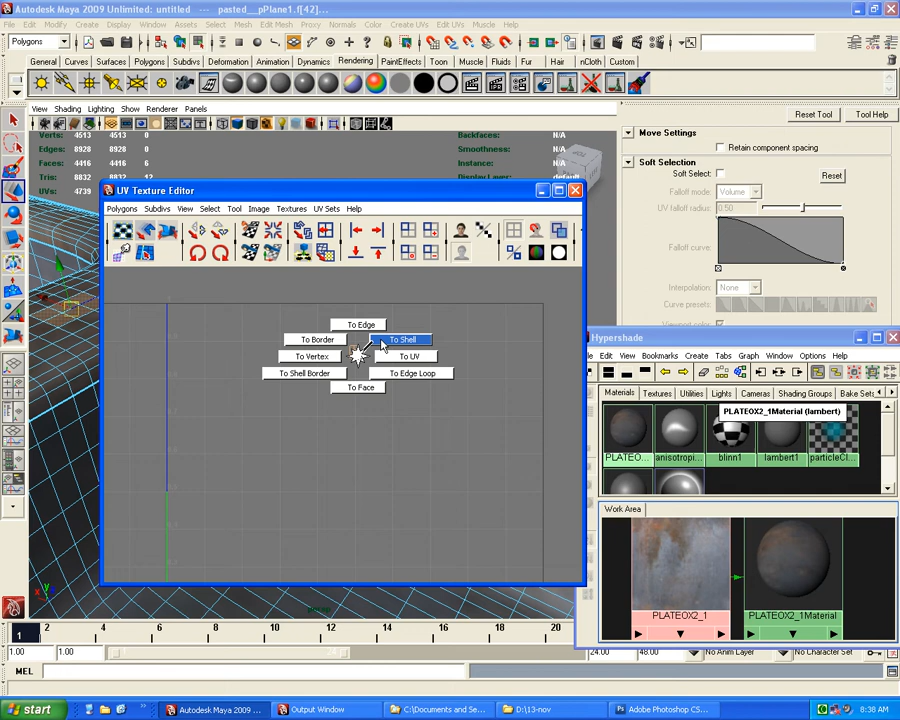 Autodesk Maya 2009 Unlimited: untitled --- pasted__pPlane1.f[42]...
File Edit Modify Create Display Window Assets Select Mesh Edit Mesh Proxy Normals Color Create UVs Edit UVs Muscle Help
Polygons
General Curves Surfaces Polygons Subdivs Deformation Animation Dynamics Rendering PaintEffects Toon Muscle Fluids Fur Hair nCloth Custom
View Shading Lighting Show Renderer Panels
Reset Tool Tool Help
Verts: 4513 4513 0
Edges: 8928 8928 0
Faces: 4416 4416 6
Tris: 8832 8832 12
UVs: 4739 4739
Backfaces: N/A
Smoothness: N/A
Instance: N/A
Display Layer: default
Move Settings
Retain component spacing
Soft Selection
Soft Select:
Reset
Falloff mode: Volume
UV falloff radius: 0.50
Falloff curve:
Interpolation: None
Curve presets:
Viewport color:
UV Texture Editor
Polygons Subdivs View Select Tool Image Textures UV Sets Help
To Edge
To Border To Shell
To Vertex To UV
To Shell Border To Edge Loop
To Face
Hypershade
File Edit View Bookmarks Create Tabs Graph Window
Materials Textures Utilities Lights Cameras Shading Groups Bake Sets
PLATEOX2_1Material (lambert)
PLATEO... anisotropi... blinn1 lambert1 particleCl...
Work Area
PLATEOX2_1 PLATEOX2_1Material
persp
1 2 4 6 8 10 12 14 16 18 20
1.00 1.00 1 24 24.00 48.00 No Anim Layer No Character Set
MEL
start Autodesk Maya 2009 ... Output Window C:\Documents and Se... D:\13-nov Adobe Photoshop CS... 8:38 AM